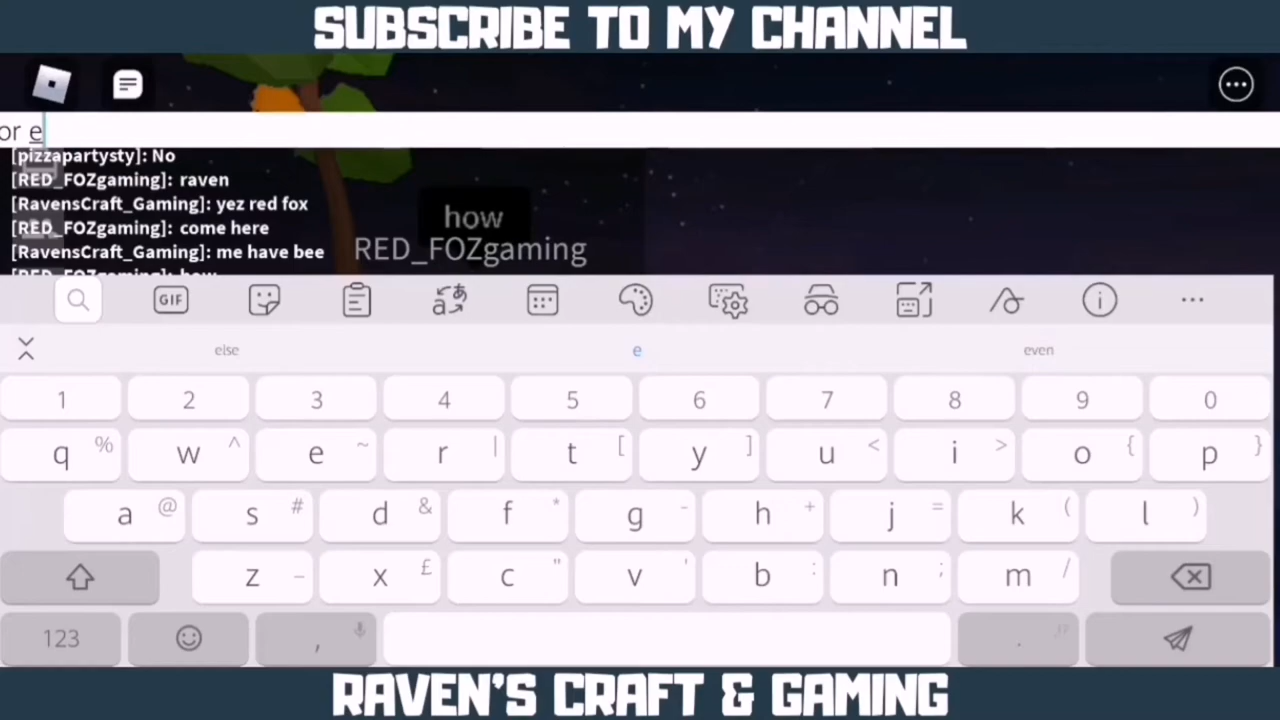 SUBSCRIBE TO MY CHANNEL
or e
[pizzapartysty]: No
[RED_FOZgaming]: raven
[RavensCraft_Gaming]: yez red fox
[RED_FOZgaming]: come here
[RavensCraft_Gaming]: me have bee
[RED_FOZgaming]: how
how
RED_FOZgaming
GIF
else e even
1 2 3 4 5 6 7 8 9 0
q % w ^ e ~ r | t [ y ] u < i > o { p }
a @ s # d & f * g - h + j = k ( l )
z _ x £ c " v ' b : n ; m /
123 , . !?
RAVEN'S CRAFT & GAMING